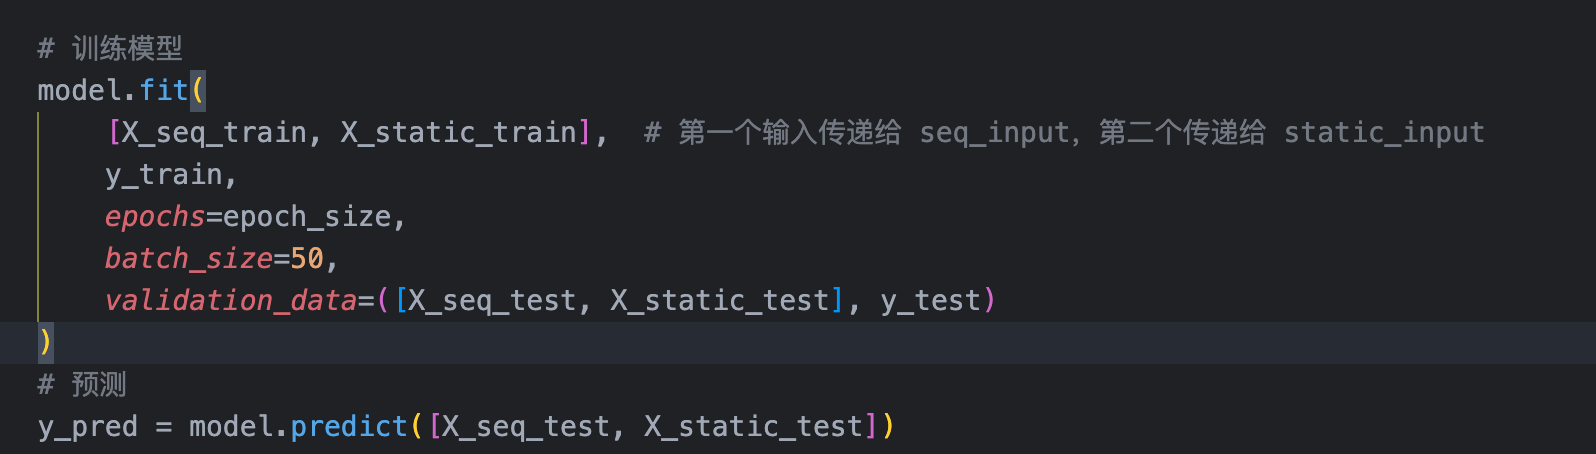 # 训练模型
model.fit(
    [X_seq_train, X_static_train],  # 第一个输入传递给 seq_input，第二个传递给 static_input
    y_train,
    epochs=epoch_size,
    batch_size=50,
    validation_data=([X_seq_test, X_static_test], y_test)
)
# 预测
y_pred = model.predict([X_seq_test, X_static_test])